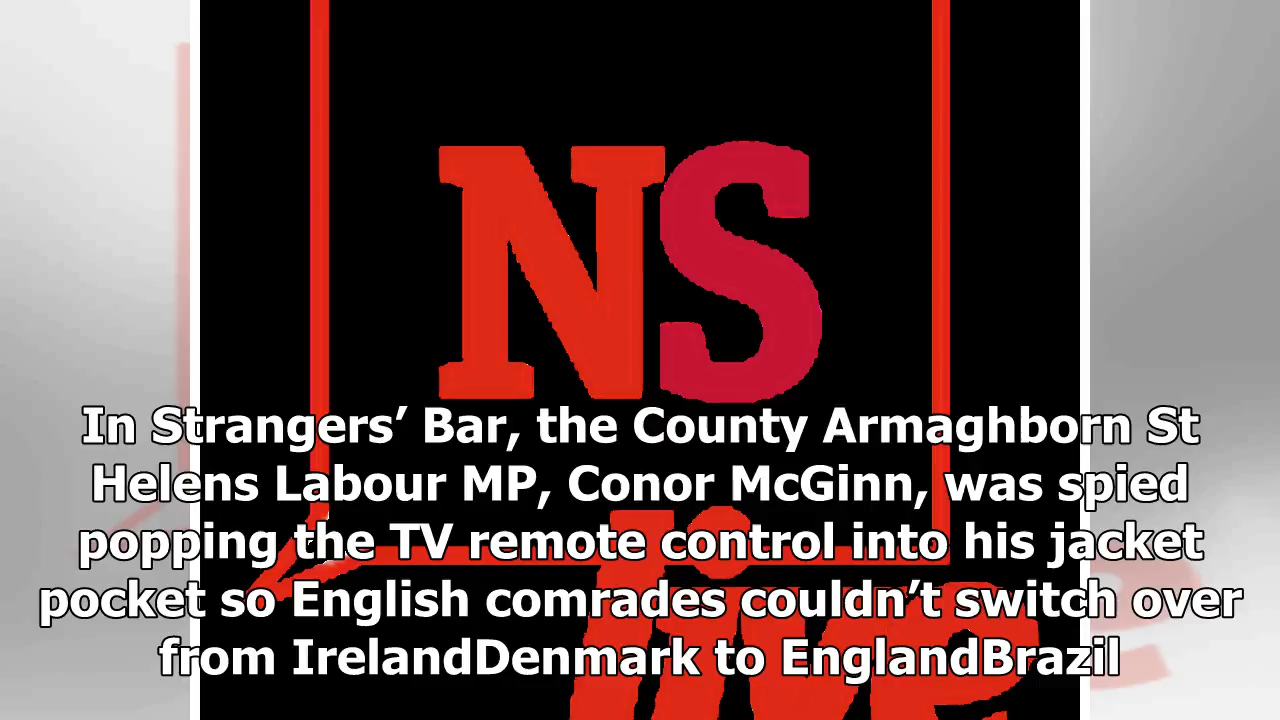 NS
In Strangers’ Bar, the County Armaghborn St
Helens Labour MP, Conor McGinn, was spied
popping the TV remote control into his jacket
pocket so English comrades couldn’t switch over
from IrelandDenmark to EnglandBrazil
live